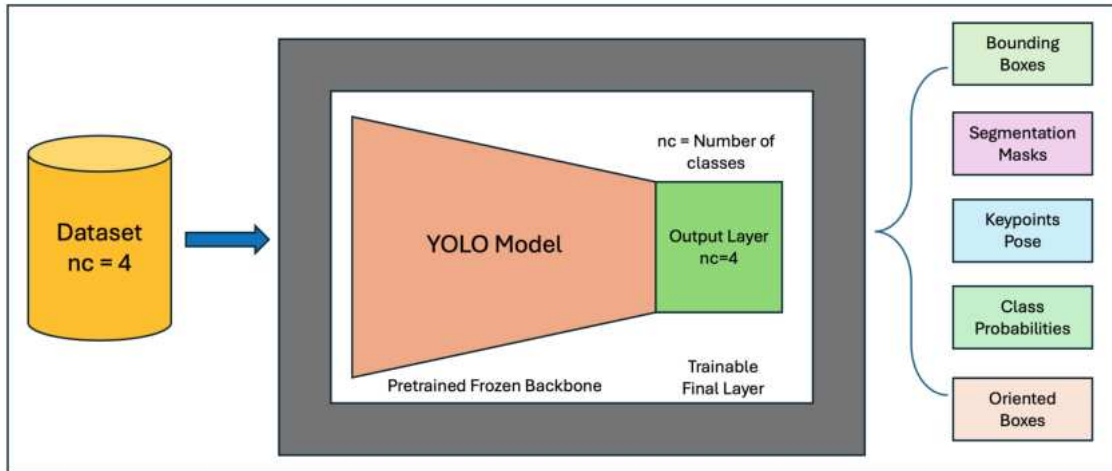 Dataset
nc = 4
YOLO Model
Pretrained Frozen Backbone
nc = Number of
classes
Output Layer
nc=4
Trainable
Final Layer
Bounding
Boxes
Segmentation
Masks
Keypoints
Pose
Class
Probabilities
Oriented
Boxes